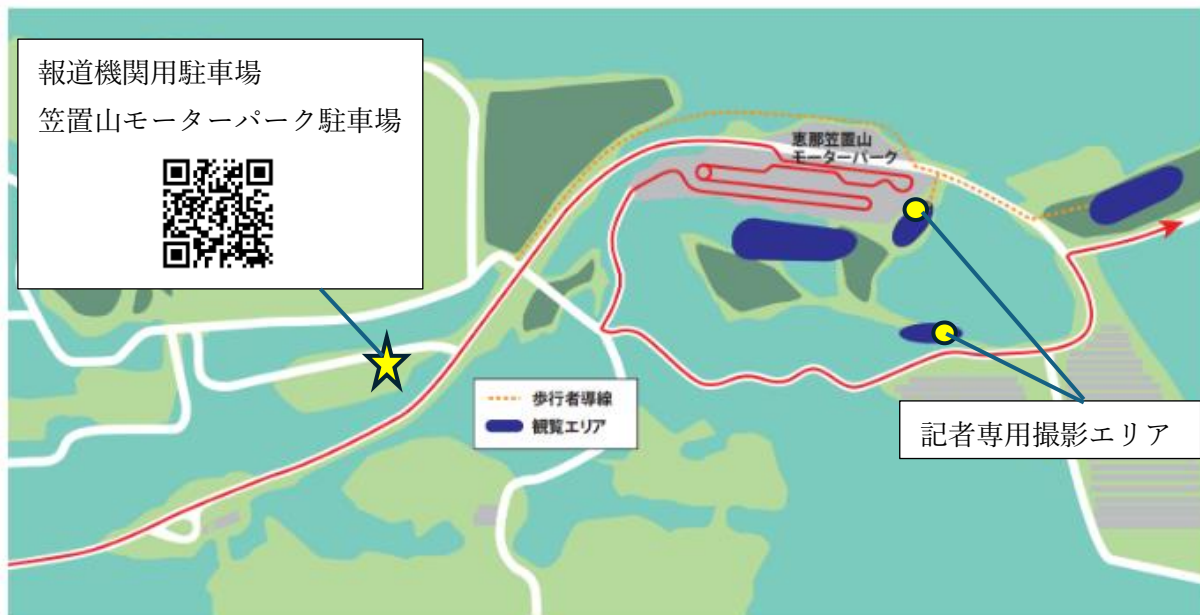 報道機関用駐車場
笠置山モーターパーク駐車場
恵那笠置山
モーターパーク
歩行者導線
観覧エリア
記者専用撮影エリア